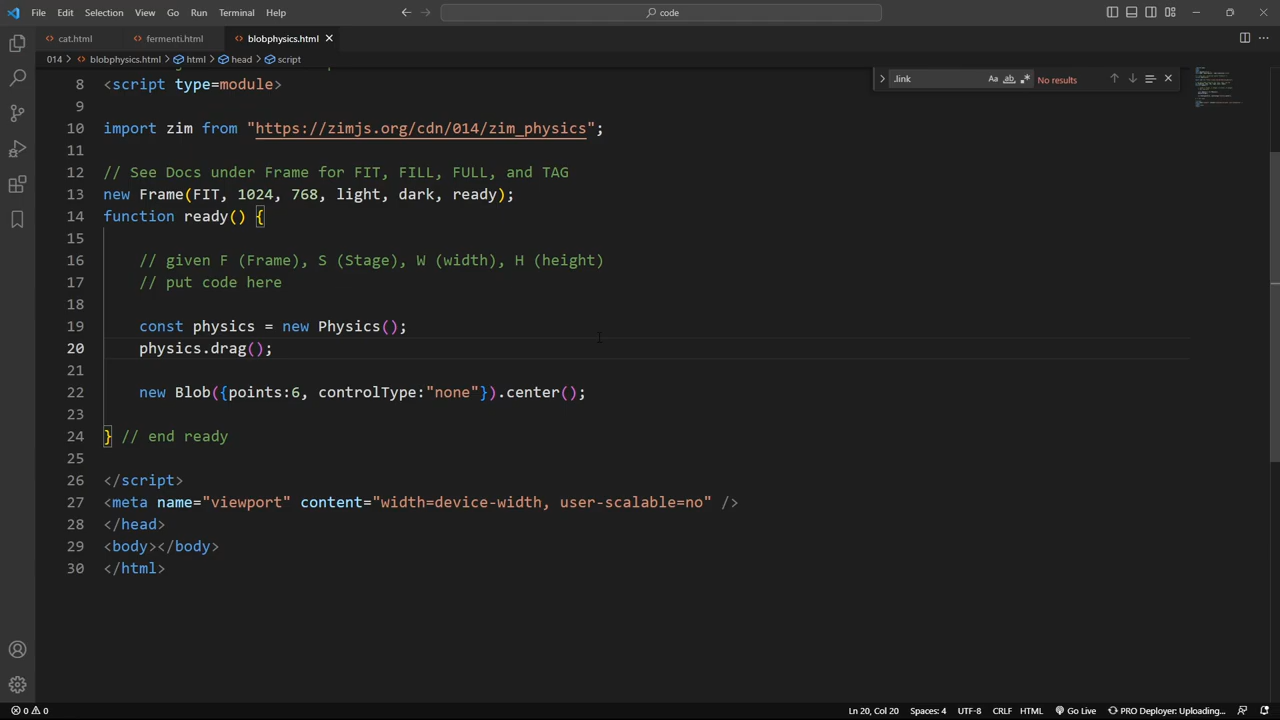 File Edit Selection View Go Run Terminal Help
code
cat.html
fermenti.html
blobphysics.html
014 > blobphysics.html > html > head > script
.link
Aa
ab
No results
8 <script type=module>
9
10 import zim from "https://zimjs.org/cdn/014/zim_physics";
11
12 // See Docs under Frame for FIT, FILL, FULL, and TAG
13 new Frame(FIT, 1024, 768, light, dark, ready);
14 function ready() {
15
16 // given F (Frame), S (Stage), W (width), H (height)
17 // put code here
18
19 const physics = new Physics();
20 physics.drag();
21
22 new Blob({points:6, controlType:"none"}).center();
23
24 } // end ready
25
26 </script>
27 <meta name="viewport" content="width=device-width, user-scalable=no" />
28 </head>
29 <body></body>
30 </html>
0 0 Ln 20, Col 20 Spaces: 4 UTF-8 CRLF HTML Go Live PRO Deployer: Uploading...